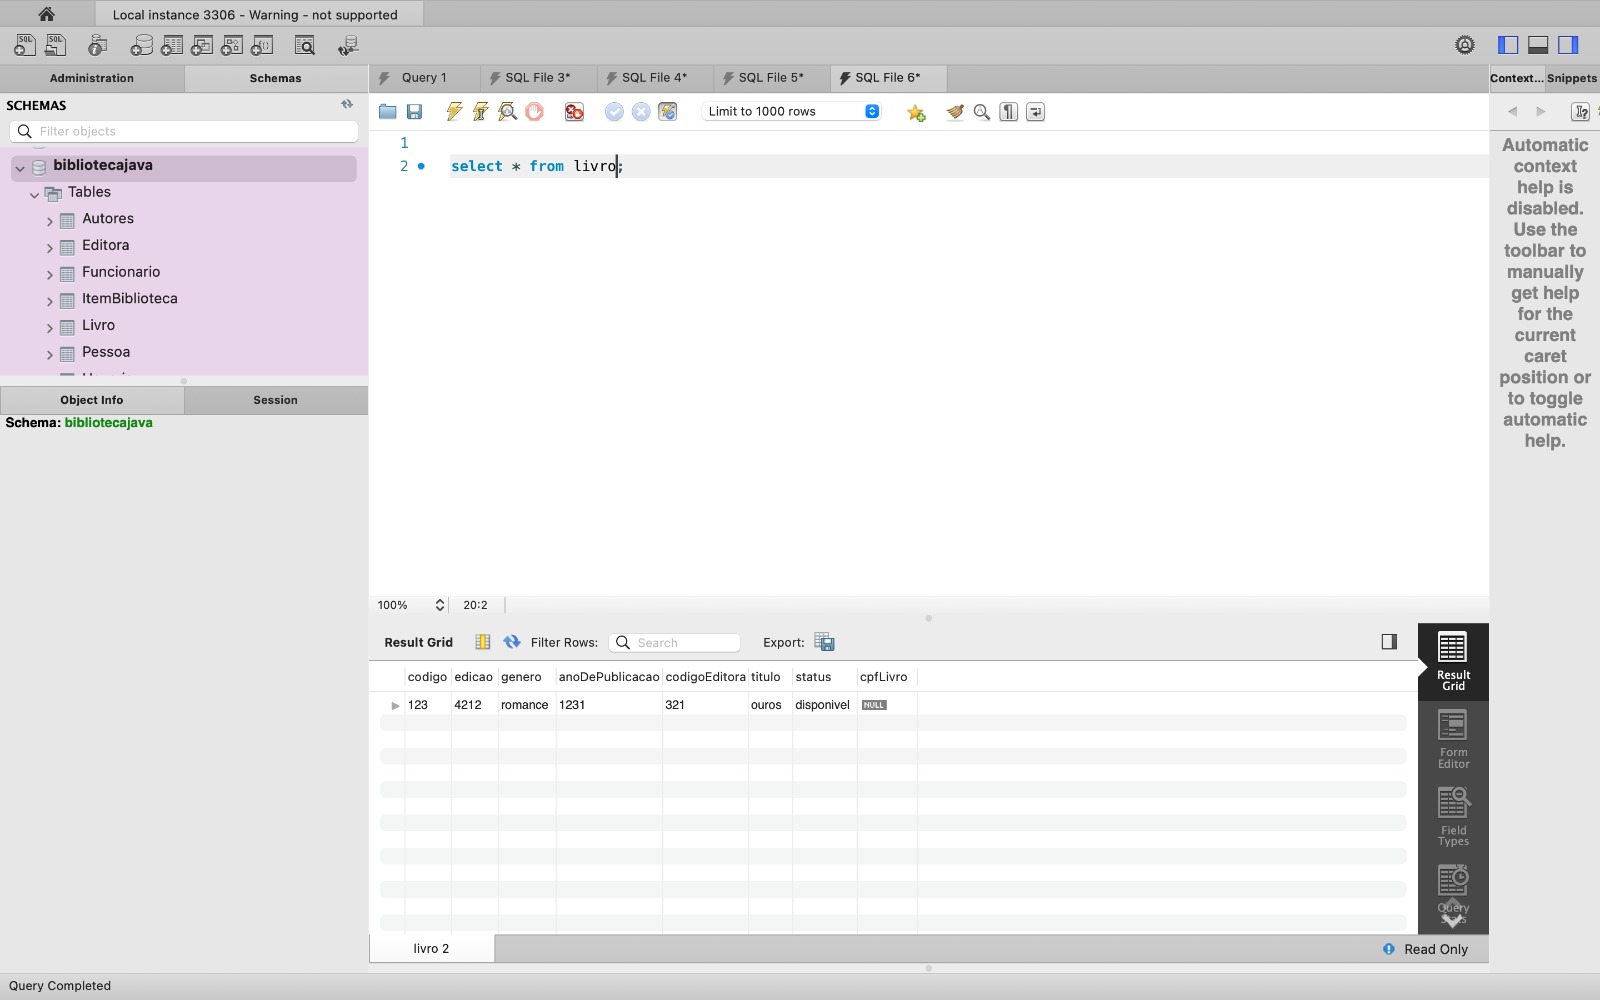 Local instance 3306 - Warning - not supported
Administration
Schemas
Query 1
SQL File 3*
SQL File 4*
SQL File 5*
SQL File 6*
Context...
Snippets
SCHEMAS
Filter objects
Limit to 1000 rows
bibliotecajava
Tables
Autores
Editora
Funcionario
ItemBiblioteca
Livro
Pessoa
Object Info
Session
Schema: bibliotecajava
1
2 select * from livro;
Automatic
context
help is
disabled.
Use the
toolbar to
manually
get help
for the
current
caret
position or
to toggle
automatic
help.
100%
20:2
Result Grid
Filter Rows:
Search
Export:
codigo edicao genero anoDePublicacao codigoEditora titulo status cpfLivro
123 4212 romance 1231 321 ouros disponivel NULL
Result
Grid
Form
Editor
Field
Types
Query
Stats
livro 2
Read Only
Query Completed